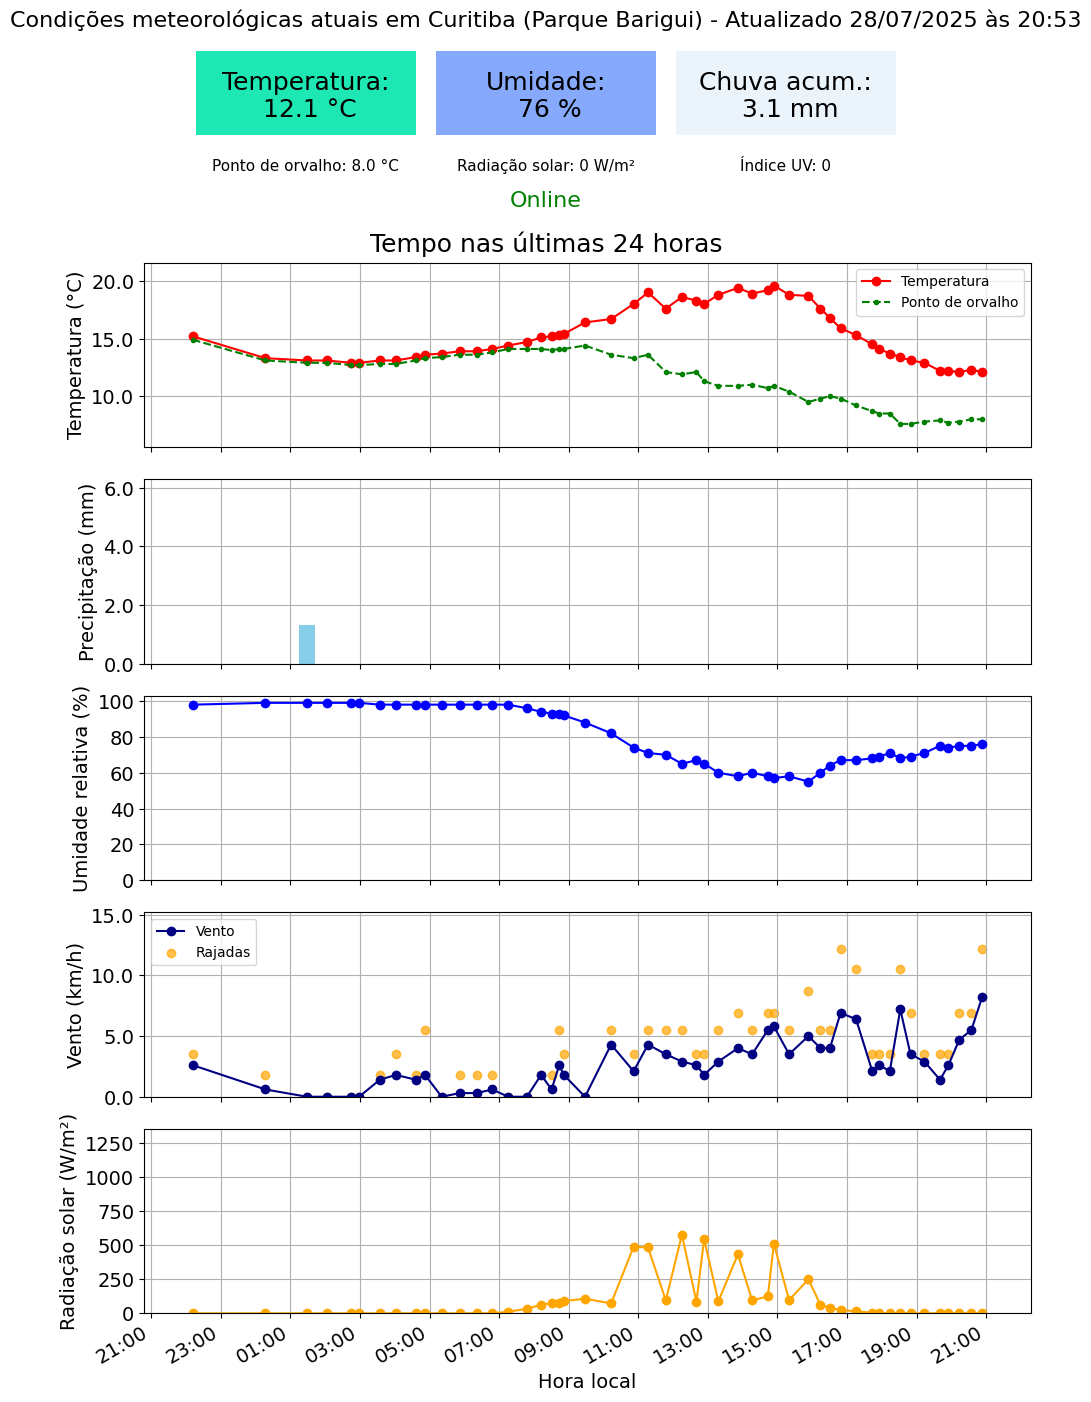 Condições meteorológicas atuais em Curitiba (Parque Barigui) - Atualizado 28/07/2025 às 20:53
Temperatura:
12.1 °C
Umidade:
76 %
Chuva acum.:
3.1 mm
Ponto de orvalho: 8.0 °C
Radiação solar: 0 W/m²
Índice UV: 0
Online
Tempo nas últimas 24 horas
Temperatura (°C)
20.0
15.0
10.0
Temperatura
Ponto de orvalho
Precipitação (mm)
6.0
4.0
2.0
0.0
Umidade relativa (%)
100
80
60
40
20
0
Vento (km/h)
15.0
10.0
5.0
0.0
Vento
Rajadas
Radiação solar (W/m²)
1250
1000
750
500
250
0
21:00
23:00
01:00
03:00
05:00
07:00
09:00
11:00
13:00
15:00
17:00
19:00
21:00
Hora local